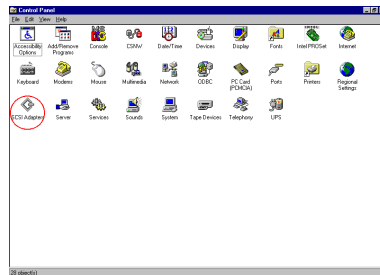 Control Panel
File Edit View Help
Accessibility Options
Add/Remove Programs
Console
CSNW
Date/Time
Devices
Display
Fonts
Intel PROSet
Internet
Keyboard
Modems
Mouse
Multimedia
Network
ODBC
PC Card (PCMCIA)
Ports
Printers
Regional Settings
SCSI Adapters
Server
Services
Sounds
System
Tape Devices
Telephony
UPS
28 object(s)